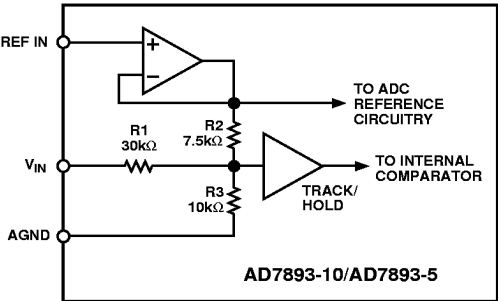 REF IN
+
−
TO ADC
REFERENCE
CIRCUITRY
R2
7.5kΩ
R1
30kΩ
VIN
TO INTERNAL
COMPARATOR
TRACK/
HOLD
R3
10kΩ
AGND
AD7893-10/AD7893-5